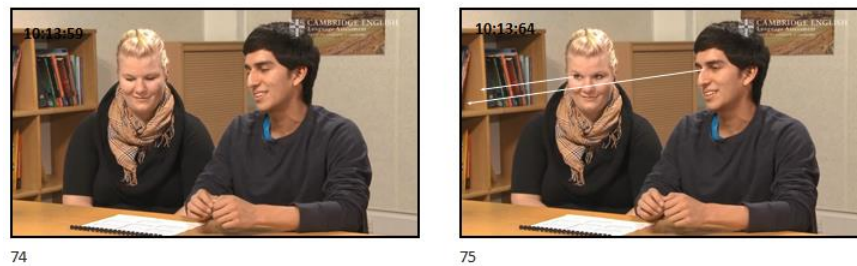 10:13:59
CAMBRIDGE ENGLISH
Language Assessment
10:13:64
CAMBRIDGE ENGLISH
Language Assessment
74
75